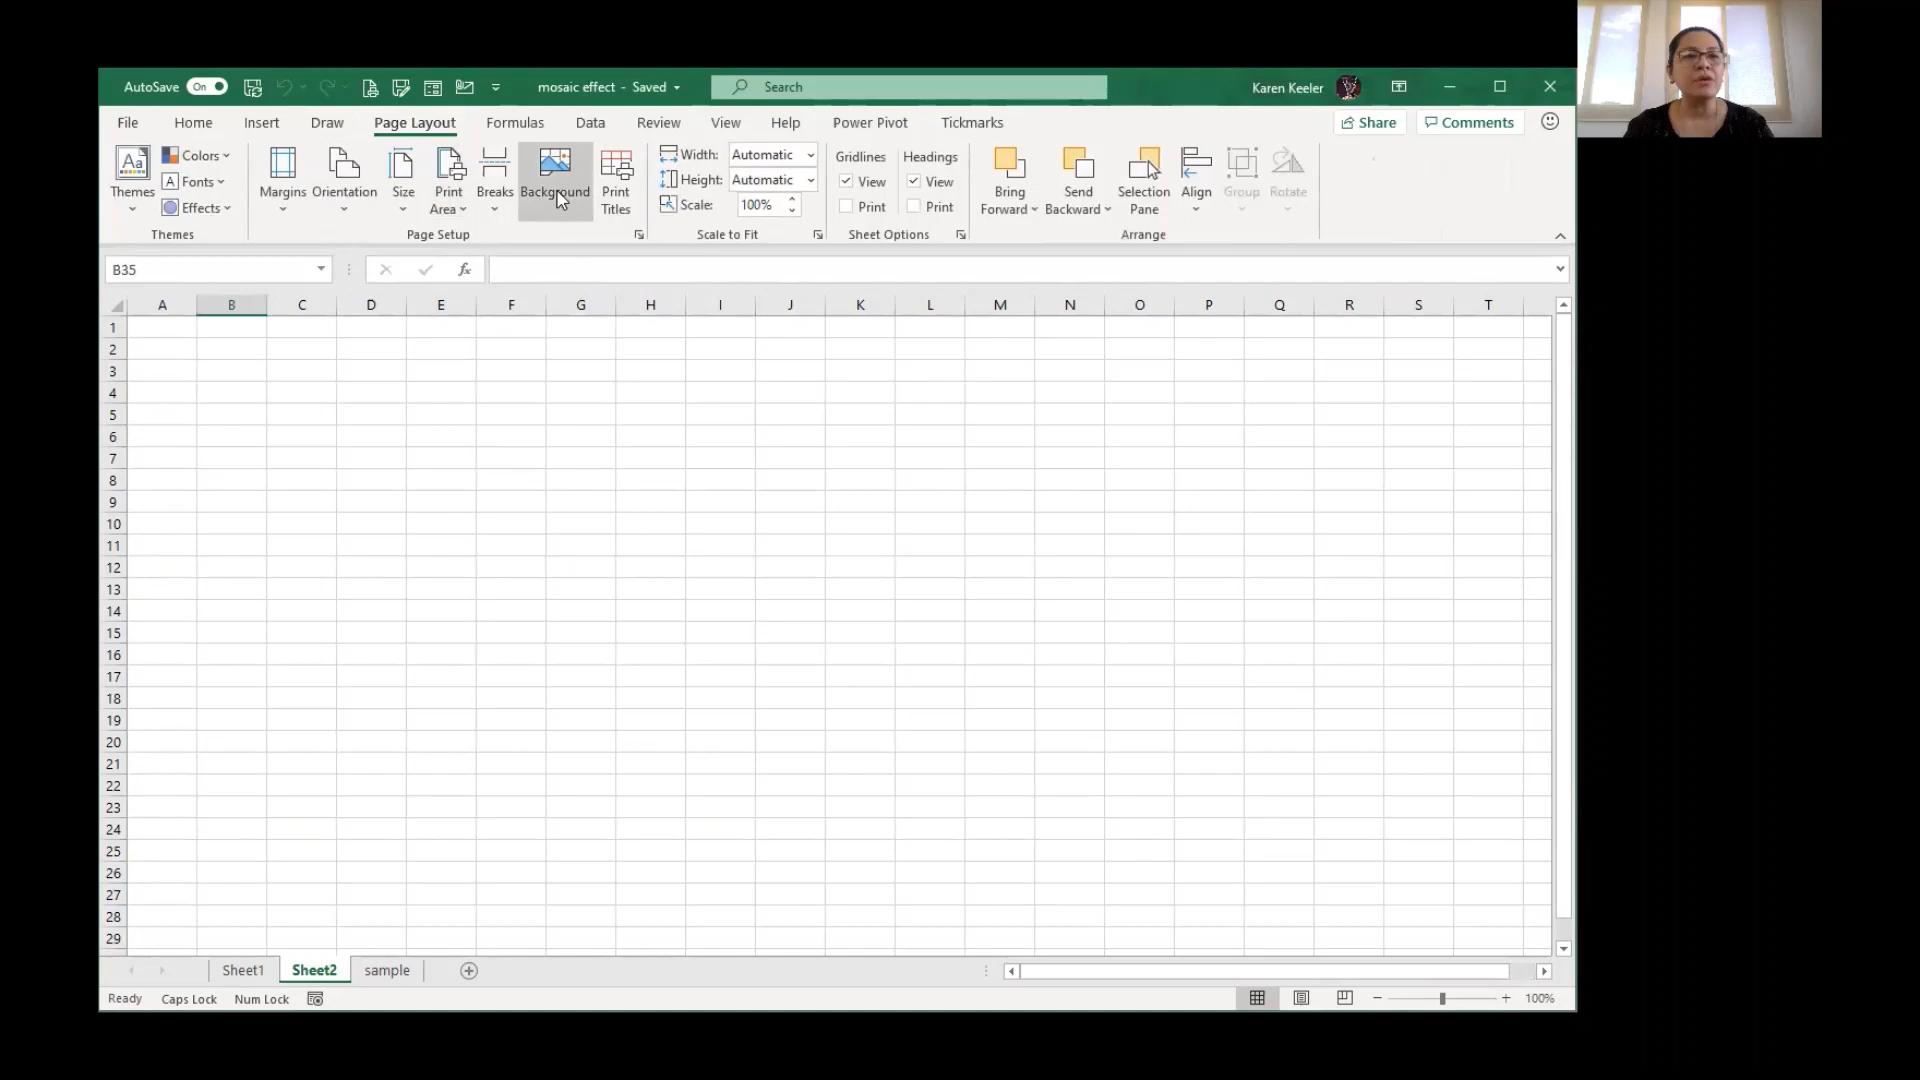 AutoSave On mosaic effect - Saved Search Karen Keeler
File Home Insert Draw Page Layout Formulas Data Review View Help Power Pivot Tickmarks Share Comments
Aa Themes Colors Fonts Effects
Themes
Margins Orientation Size Print Area Breaks Background Print Titles
Page Setup
Width: Automatic
Height: Automatic
Scale: 100%
Scale to Fit
Gridlines Headings
View View
Print Print
Sheet Options
Bring Forward Send Backward Selection Pane Align Group Rotate
Arrange
B35 fx
A B C D E F G H I J K L M N O P Q R S T
1
2
3
4
5
6
7
8
9
10
11
12
13
14
15
16
17
18
19
20
21
22
23
24
25
26
27
28
29
Sheet1 Sheet2 sample
Ready Caps Lock Num Lock 100%